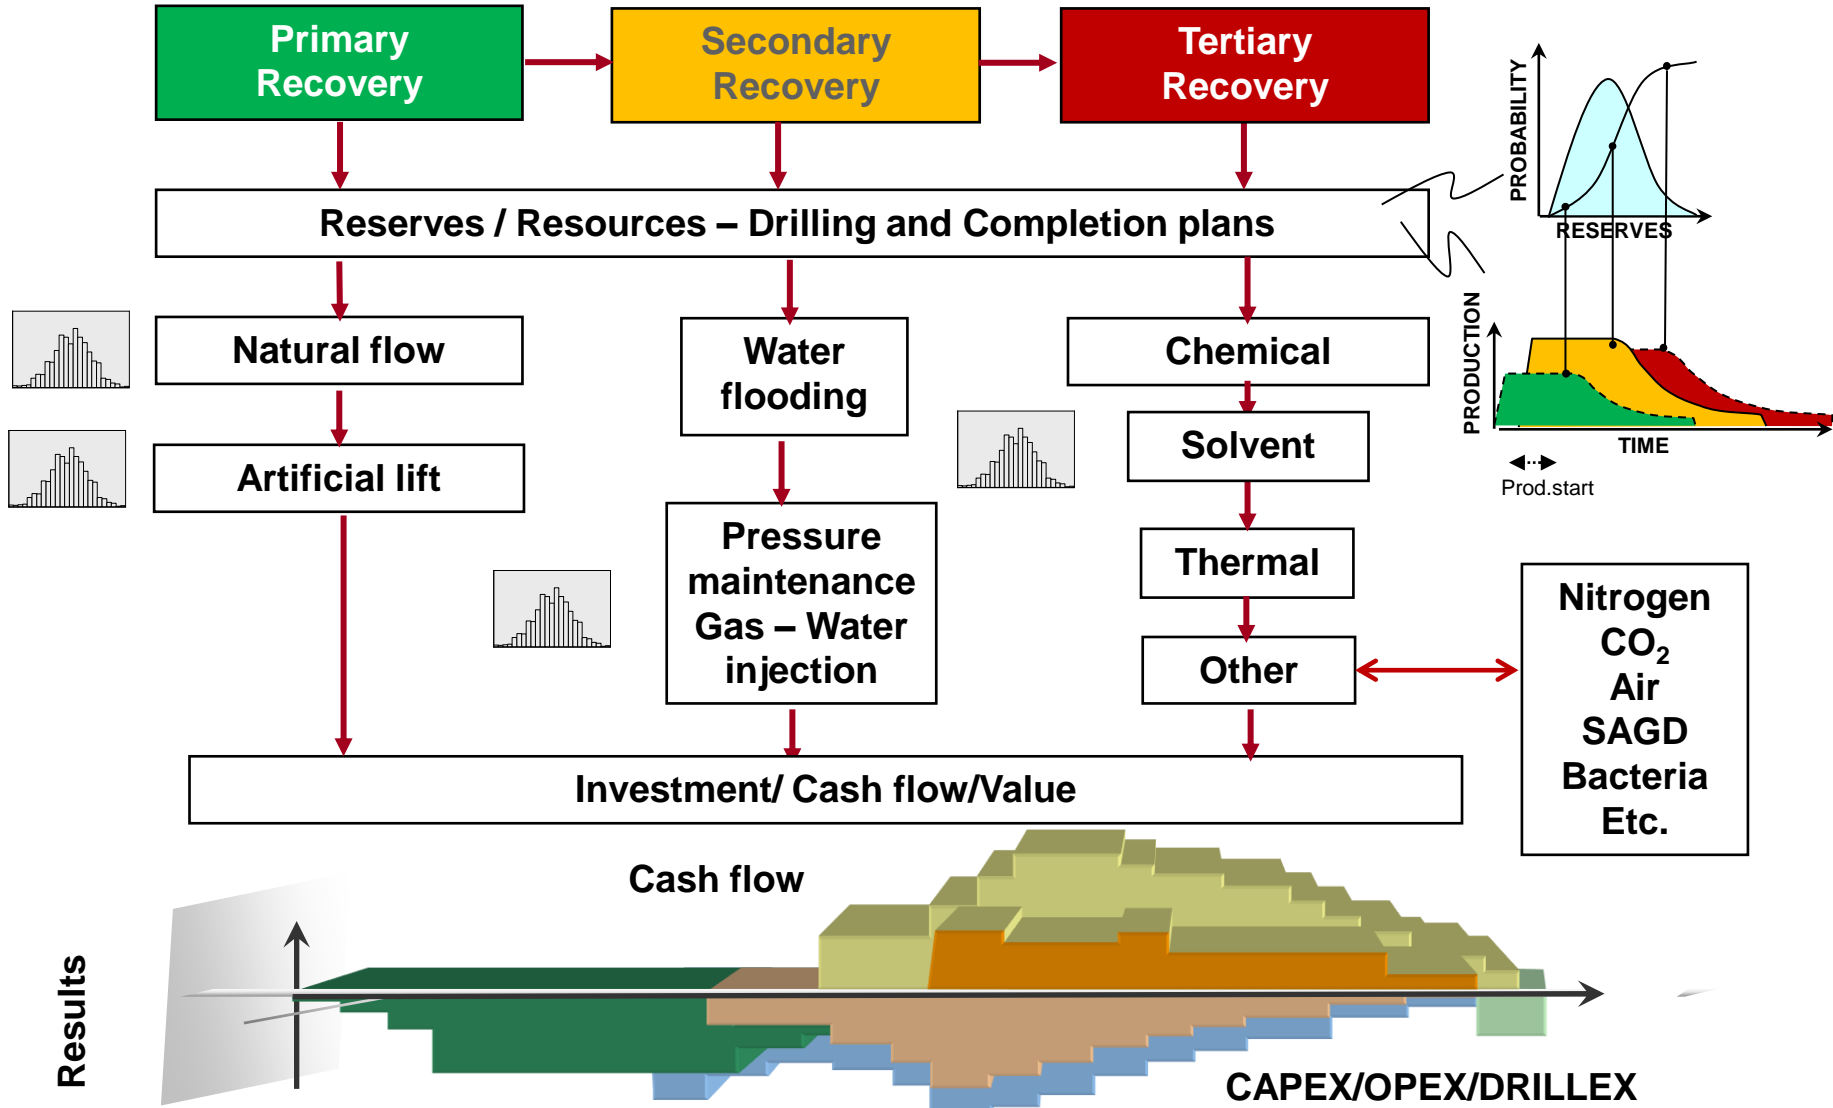 Primary
Recovery
Secondary
Recovery
Tertiary
Recovery
PROBABILITY
RESERVES
Reserves / Resources – Drilling and Completion plans
Natural flow
Water
flooding
Chemical
PRODUCTION
TIME
Prod.start
Artificial lift
Solvent
Pressure
maintenance
Gas – Water
injection
Thermal
Other
Nitrogen
CO₂
Air
SAGD
Bacteria
Etc.
Investment/ Cash flow/Value
Cash flow
Results
CAPEX/OPEX/DRILLEX